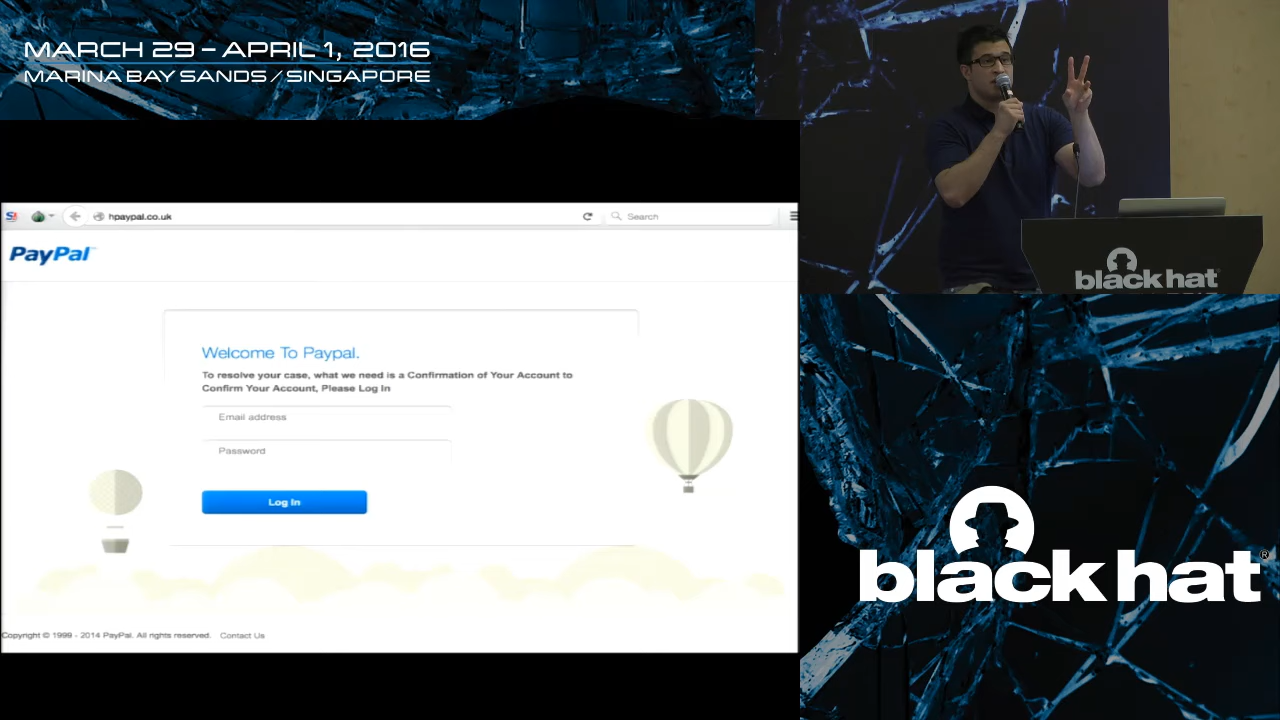 MARCH 29 – APRIL 1, 2016
MARINA BAY SANDS / SINGAPORE
hpaypal.co.uk
Search
PayPal
Welcome To Paypal.
To resolve your case, what we need is a Confirmation of Your Account to
Confirm Your Account, Please Log In
Email address
Password
Log In
Copyright © 1999 - 2014 PayPal. All rights reserved. Contact Us
black hat
black hat®